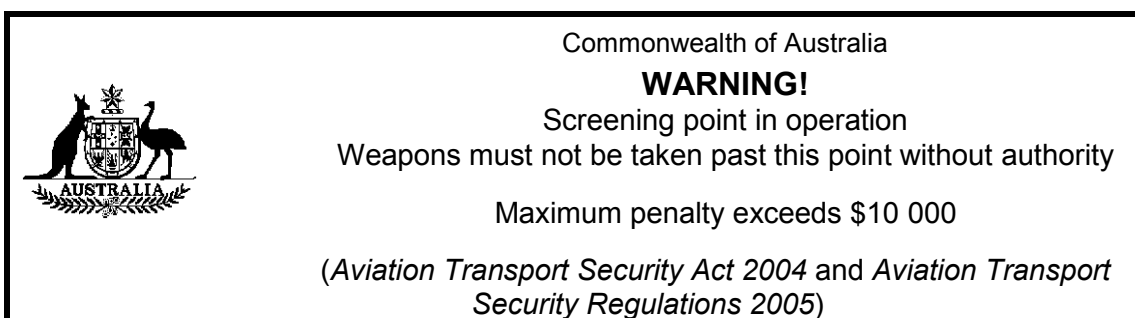 Commonwealth of Australia
WARNING!
Screening point in operation
Weapons must not be taken past this point without authority
Maximum penalty exceeds $10 000
(Aviation Transport Security Act 2004 and Aviation Transport
Security Regulations 2005)
AUSTRALIA